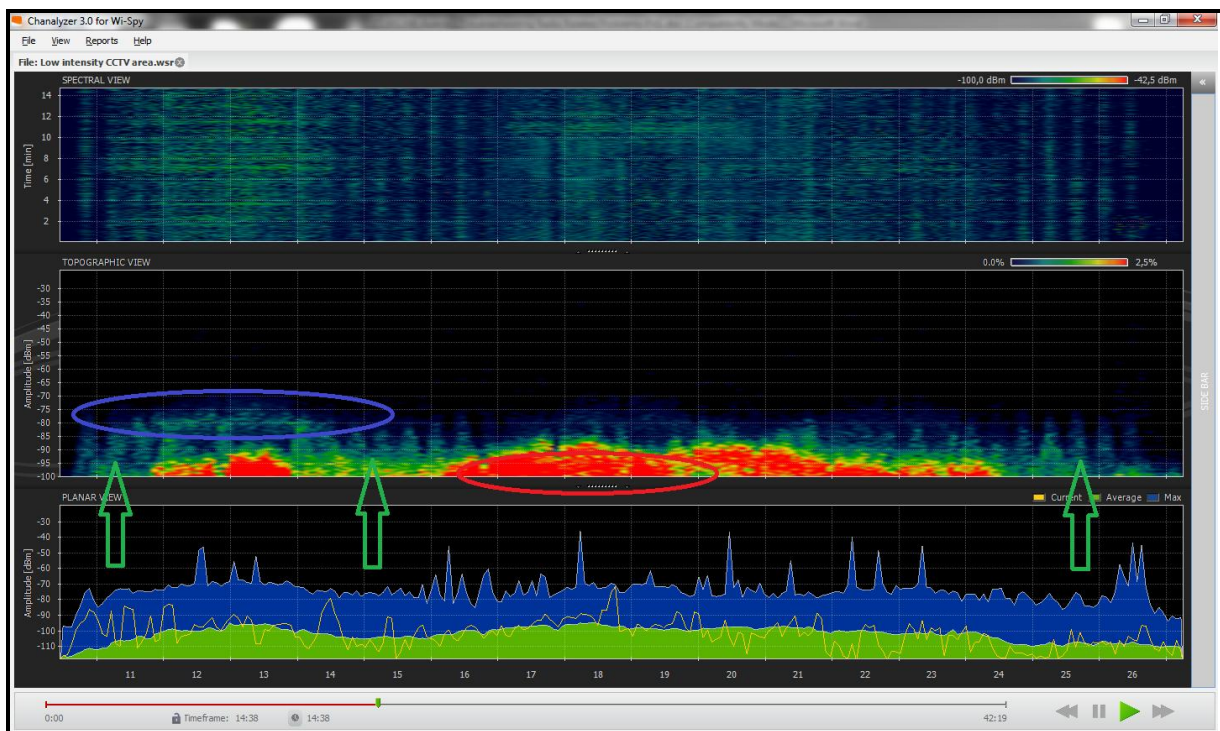 Chanalyzer 3.0 for Wi-Spy
File View Reports Help
File: Low intensity CCTV area.wsr
SPECTRAL VIEW
-100,0 dBm -42,5 dBm
14
12
10
8
6
4
2
Time [min]
TOPOGRAPHIC VIEW
0.0% 2,5%
-30
-35
-40
-45
-50
-55
-60
-65
-70
-75
-80
-85
-90
-95
-100
Amplitude [dBm]
SIDE BAR
PLANAR VIEW
Current Average Max
-30
-40
-50
-60
-70
-80
-90
-100
-110
Amplitude [dBm]
11 12 13 14 15 16 17 18 19 20 21 22 23 24 25 26
0:00 Timeframe: 14:38 14:38 42:19